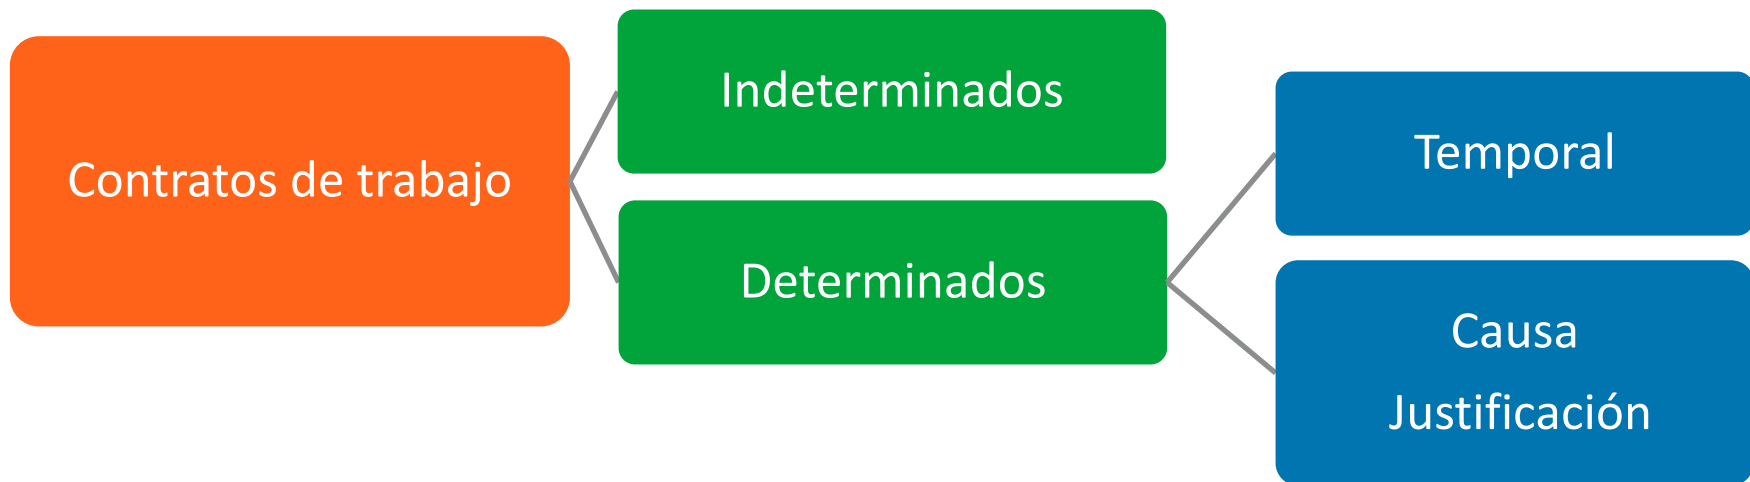 Contratos de trabajo
Indeterminados
Determinados
Temporal
Causa
Justificación